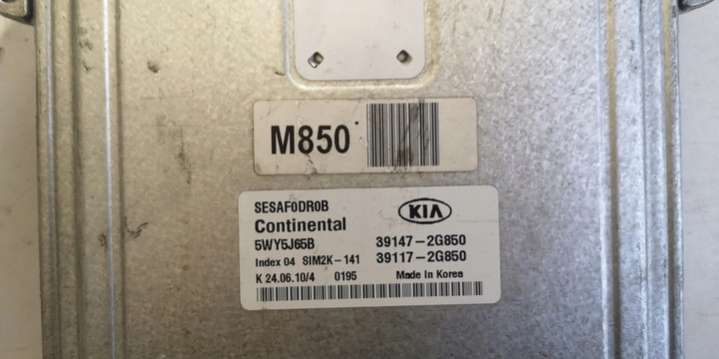 M850
SESAF0DR0B
Continental KIA
5WY5J65B 39147-2G850
Index 04 SIM2K-141 39117-2G850
K 24.06.10/4 0195 Made in Korea